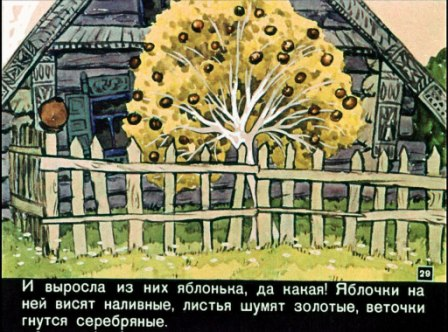 29
И выросла из них яблонька, да какая! Яблочки на
ней висят наливные, листья шумят золотые, веточки
гнутся серебряные.